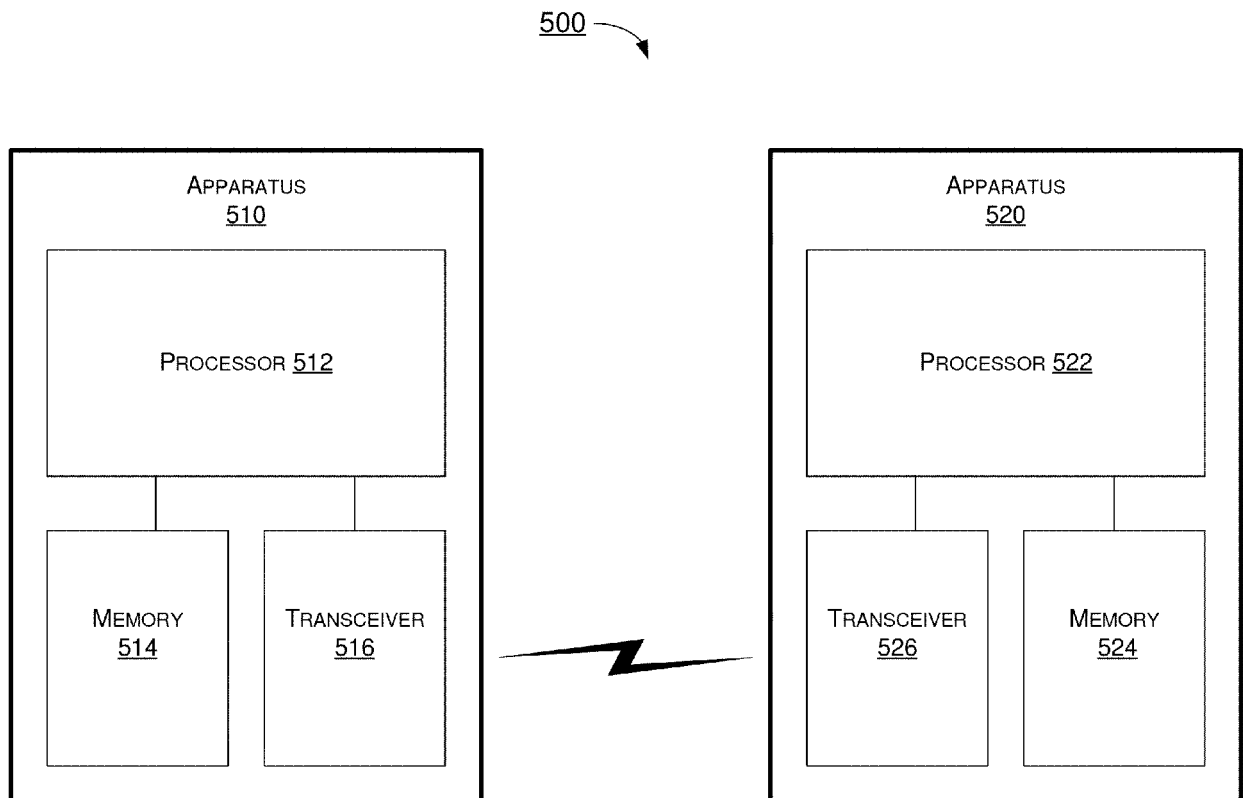 500
APPARATUS
510
PROCESSOR 512
MEMORY
514
TRANSCEIVER
516
APPARATUS
520
PROCESSOR 522
TRANSCEIVER
526
MEMORY
524